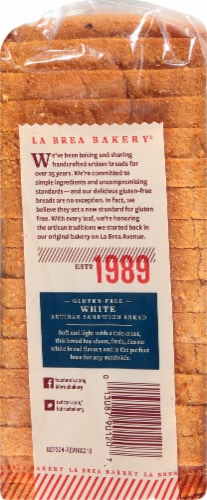 LA BREA BAKERY®
We've been baking and sharing
handcrafted artisan breads for
over 25 years. We're committed to
simple ingredients and uncompromising
standards—and our delicious gluten-free
breads are no exception. In fact, we
believe they set a new standard for gluten
free. With every loaf, we're honoring
the artisan traditions we started back in
our original bakery on La Brea Avenue.
ESTD 1989
GLUTEN-FREE
WHITE
ARTISAN SANDWICH BREAD
Soft and light with a thin crust,
this bread has clean, fresh, classic
white bread flavors and is the perfect
base for any sandwich.
facebook.com/
labreabakery
twitter.com/
labreabakery
BAKERY LA BREA BAKERY LA BREA BAKERY